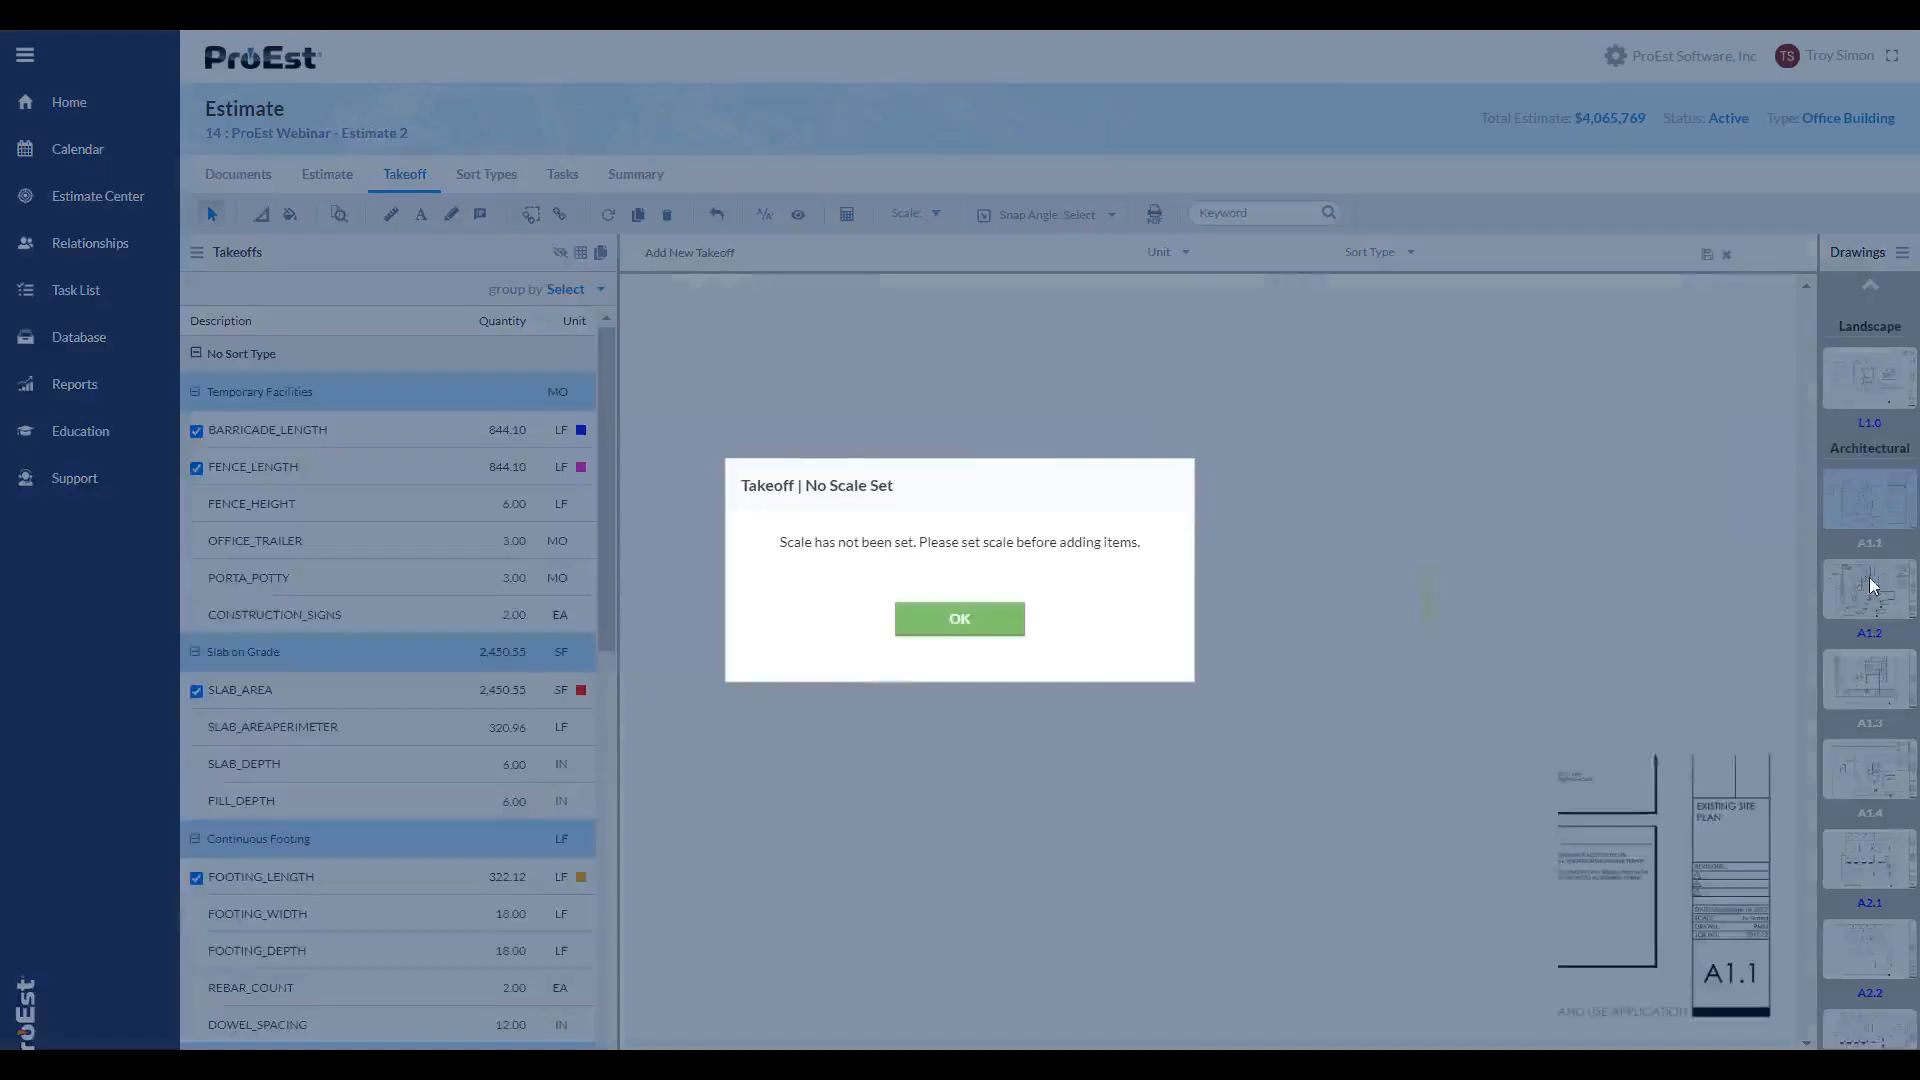 ProEst
ProEst Software, Inc
TS
Troy Simon
Home
Calendar
Estimate Center
Relationships
Task List
Database
Reports
Education
Support
ProEst
Estimate
14 : ProEst Webinar - Estimate 2
Total Estimate: $4,065,769
Status: Active
Type: Office Building
Documents
Estimate
Takeoff
Sort Types
Tasks
Summary
Scale:
Snap Angle: Select
Keyword
Takeoffs
group by Select
Description Quantity Unit
No Sort Type
Temporary Facilities MO
BARRICADE_LENGTH 844.10 LF
FENCE_LENGTH 844.10 LF
FENCE_HEIGHT 6.00 LF
OFFICE_TRAILER 3.00 MO
PORTA_POTTY 3.00 MO
CONSTRUCTION_SIGNS 2.00 EA
Slab on Grade 2,450.55 SF
SLAB_AREA 2,450.55 SF
SLAB_AREAPERIMETER 320.96 LF
SLAB_DEPTH 6.00 IN
FILL_DEPTH 6.00 IN
Continuous Footing LF
FOOTING_LENGTH 322.12 LF
FOOTING_WIDTH 18.00 LF
FOOTING_DEPTH 18.00 LF
REBAR_COUNT 2.00 EA
DOWEL_SPACING 12.00 IN
Add New Takeoff
Unit
Sort Type
Takeoff | No Scale Set
Scale has not been set. Please set scale before adding items.
OK
EXISTING SITE
PLAN
A1.1
AND USE APPLICATION
Drawings
Landscape
L1.0
Architectural
A1.1
A1.2
A1.3
A1.4
A2.1
A2.2